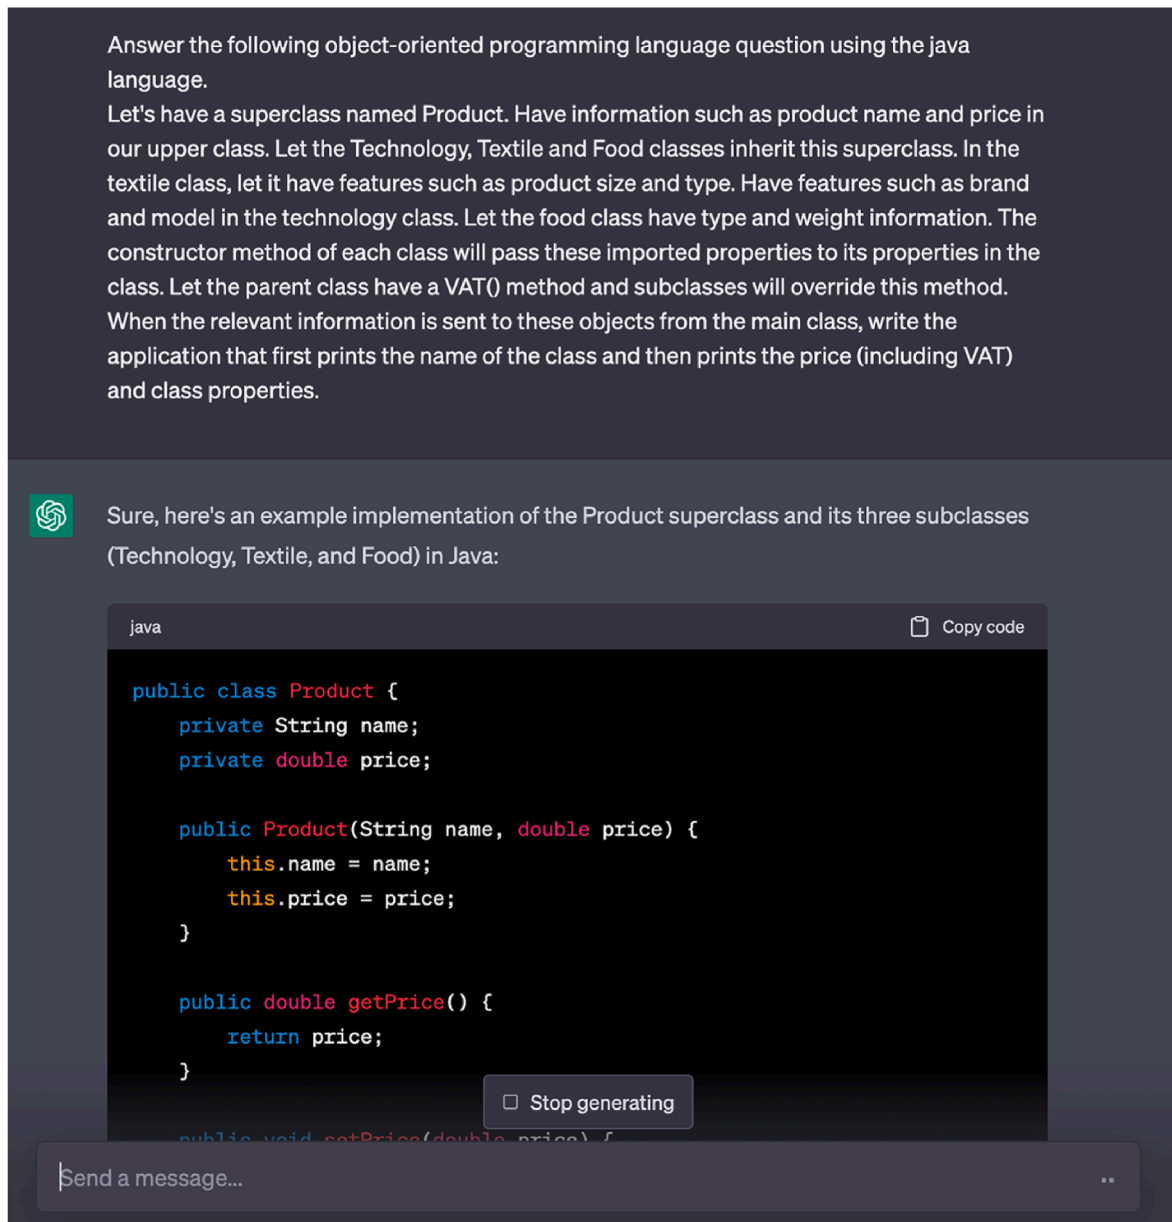 Answer the following object-oriented programming language question using the java
language.
Let's have a superclass named Product. Have information such as product name and price in
our upper class. Let the Technology, Textile and Food classes inherit this superclass. In the
textile class, let it have features such as product size and type. Have features such as brand
and model in the technology class. Let the food class have type and weight information. The
constructor method of each class will pass these imported properties to its properties in the
class. Let the parent class have a VAT() method and subclasses will override this method.
When the relevant information is sent to these objects from the main class, write the
application that first prints the name of the class and then prints the price (including VAT)
and class properties.
Sure, here's an example implementation of the Product superclass and its three subclasses
(Technology, Textile, and Food) in Java:
java Copy code
public class Product {
    private String name;
    private double price;
    public Product(String name, double price) {
        this.name = name;
        this.price = price;
    }
    public double getPrice() {
        return price;
    }
Stop generating
    public void setPrice(double price) {
Send a message...